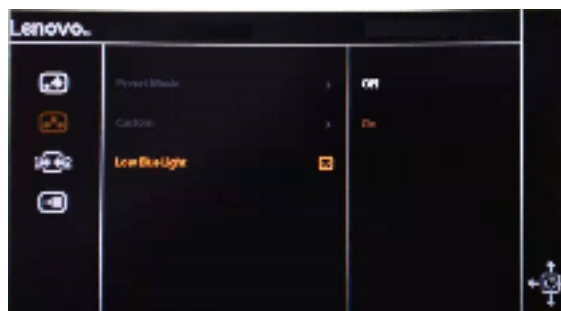 Lenovo.
Preset Mode
Custom
Low Blue Light
Off
On